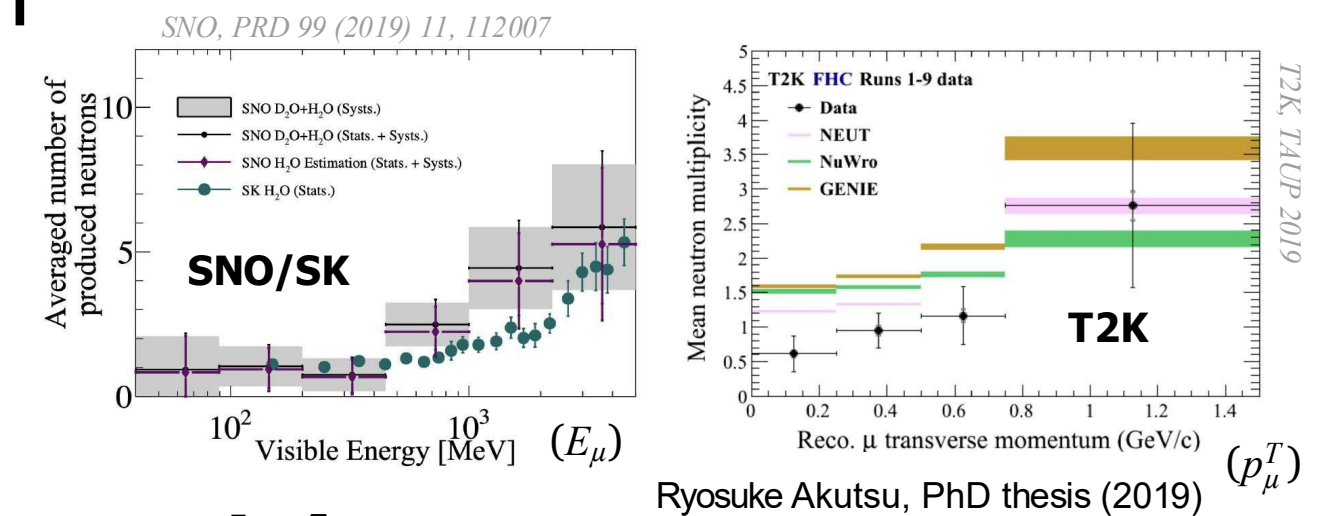 SNO, PRD 99 (2019) 11, 112007
Averaged number of
produced neutrons
10
5
0
SNO D₂O+H₂O (Systs.)
SNO D₂O+H₂O (Stats. + Systs.)
SNO H₂O Estimation (Stats. + Systs.)
SK H₂O (Stats.)
SNO/SK
10² 10³
Visible Energy [MeV] (Eμ)
Mean neutron multiplicity
5
4.5
4
3.5
3
2.5
2
1.5
1
0.5
0
T2K FHC Runs 1-9 data
Data
NEUT
NuWro
GENIE
T2K
0 0.2 0.4 0.6 0.8 1 1.2 1.4
Reco. μ transverse momentum (GeV/c)
(pμᵀ)
T2K, TAUP 2019
Ryosuke Akutsu, PhD thesis (2019)